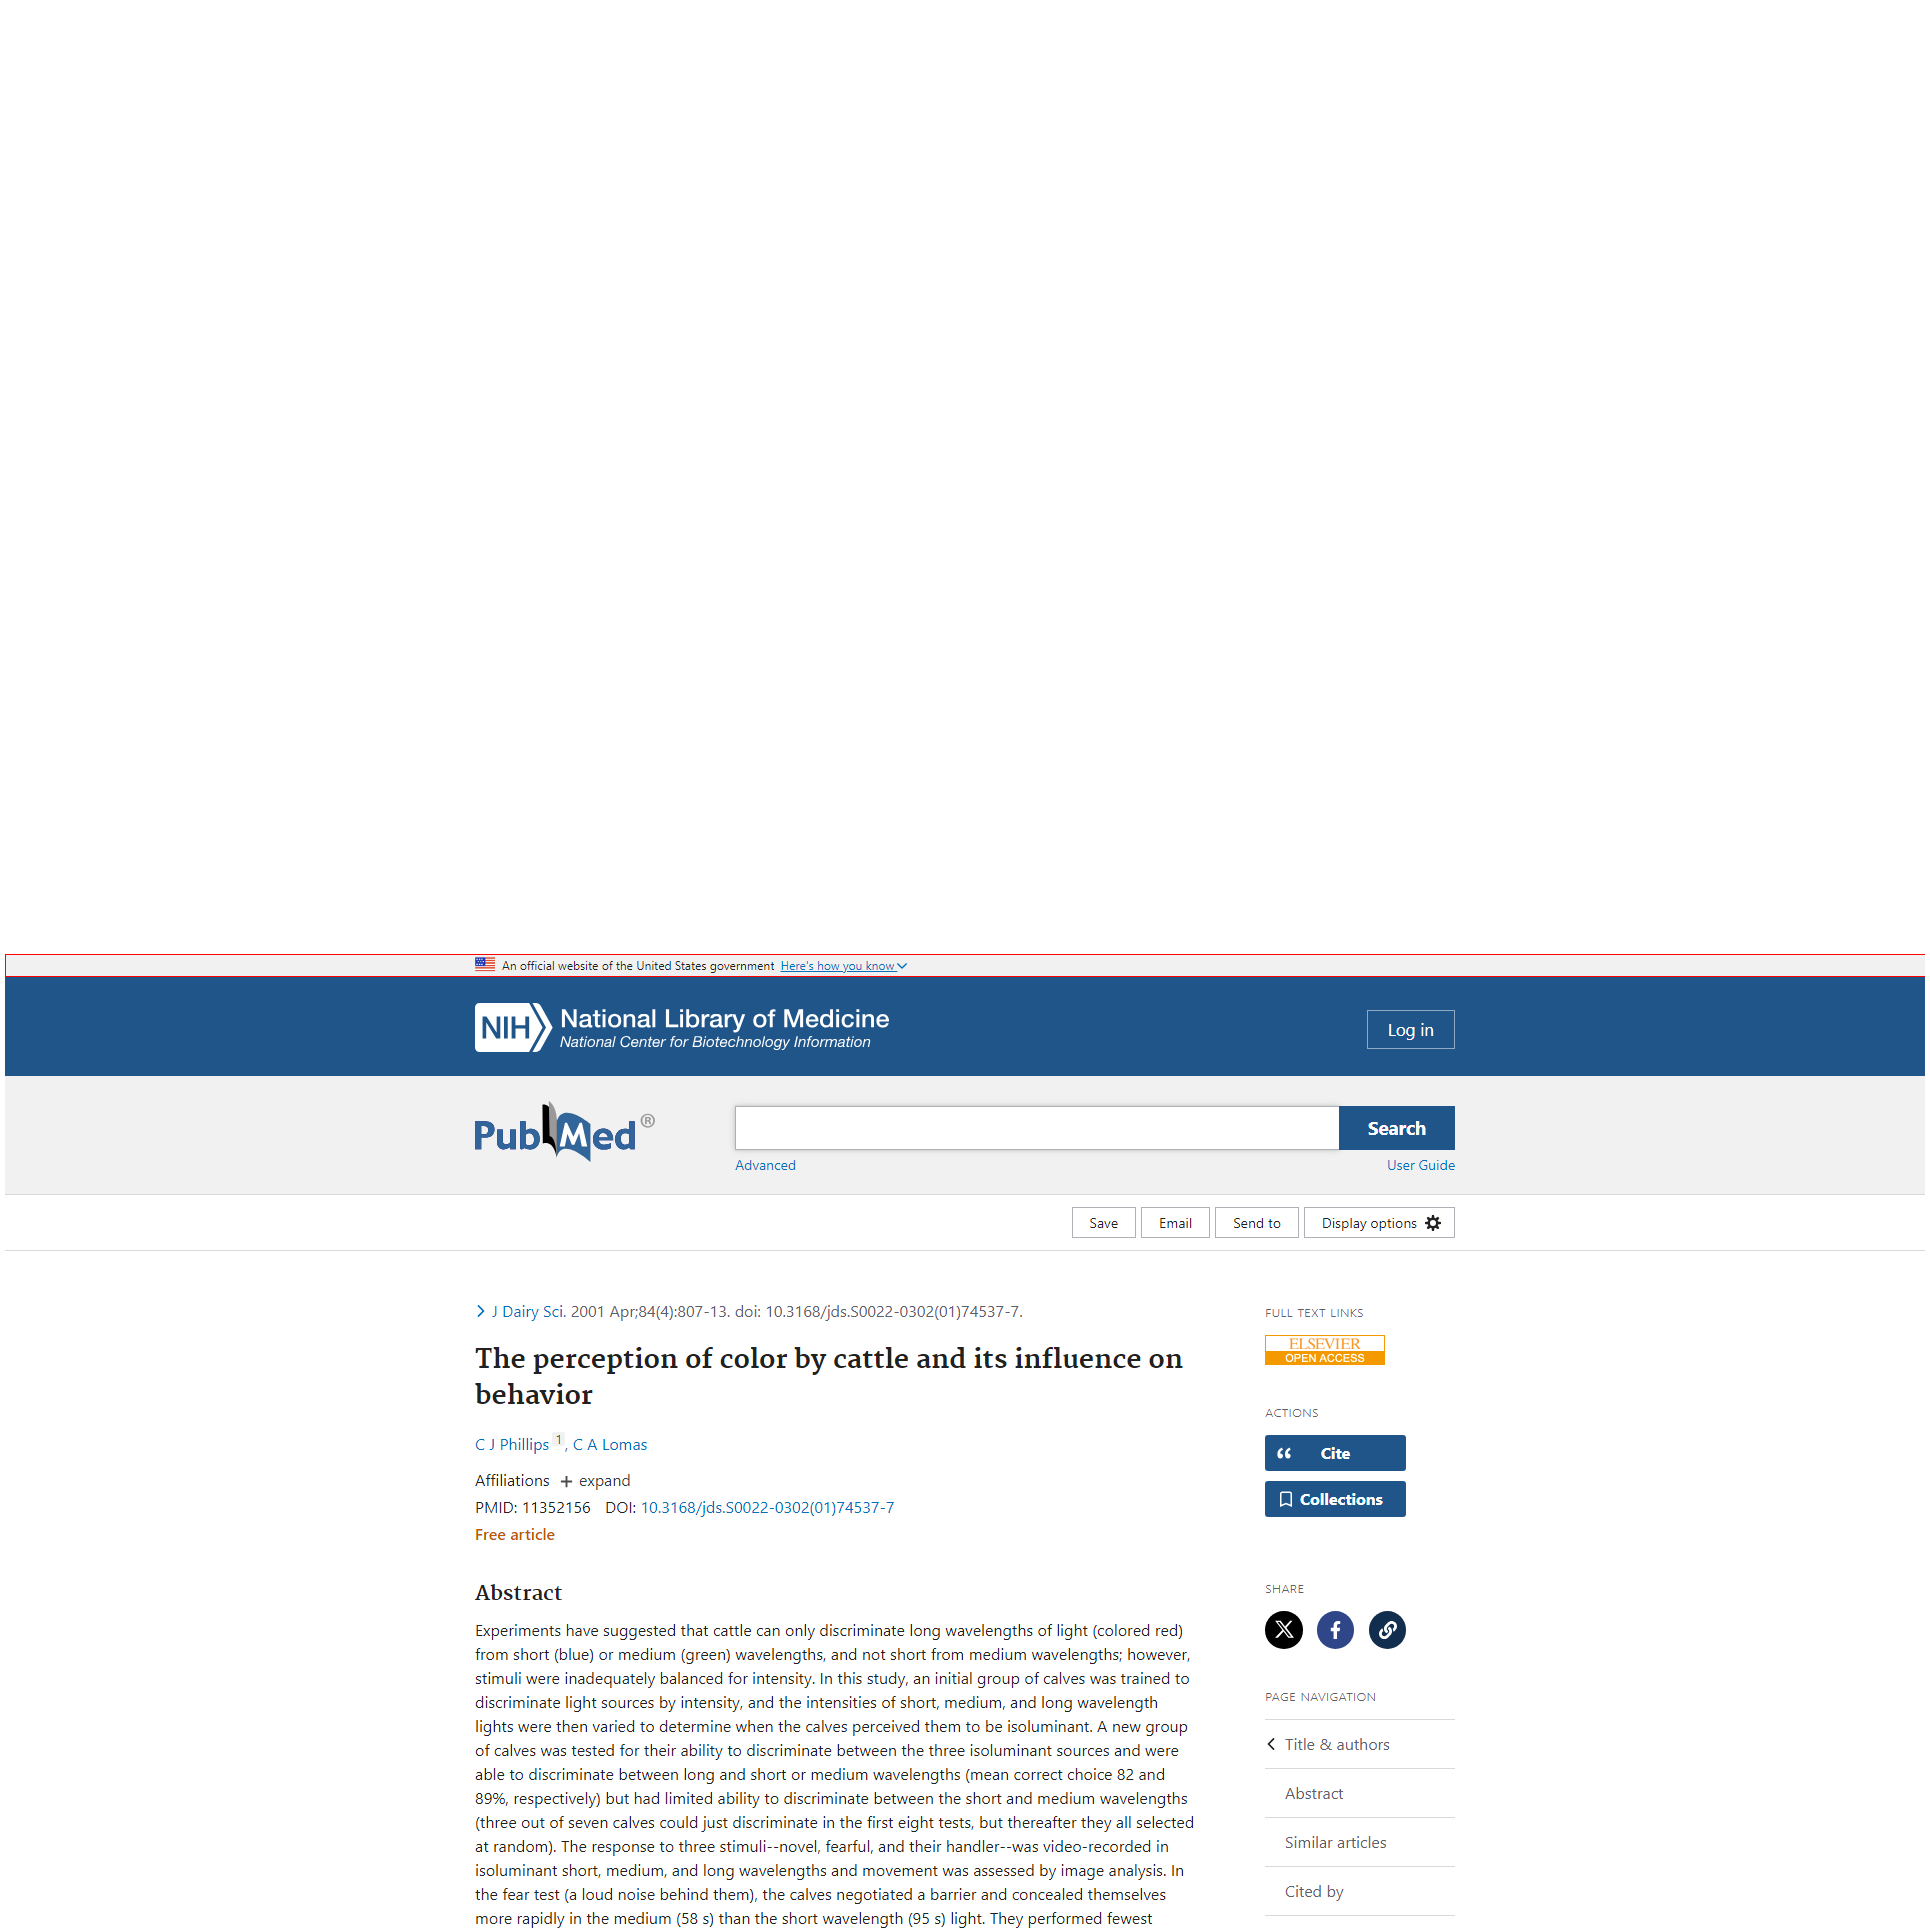 An official website of the United States government Here's how you know
NIH National Library of Medicine
National Center for Biotechnology Information
Log in
PubMed®
Search
Advanced
User Guide
Save
Email
Send to
Display options
J Dairy Sci. 2001 Apr;84(4):807-13. doi: 10.3168/jds.S0022-0302(01)74537-7.
The perception of color by cattle and its influence on
behavior
C J Phillips 1, C A Lomas
Affiliations + expand
PMID: 11352156 DOI: 10.3168/jds.S0022-0302(01)74537-7
Free article
Abstract
Experiments have suggested that cattle can only discriminate long wavelengths of light (colored red)
from short (blue) or medium (green) wavelengths, and not short from medium wavelengths; however,
stimuli were inadequately balanced for intensity. In this study, an initial group of calves was trained to
discriminate light sources by intensity, and the intensities of short, medium, and long wavelength
lights were then varied to determine when the calves perceived them to be isoluminant. A new group
of calves was tested for their ability to discriminate between the three isoluminant sources and were
able to discriminate between long and short or medium wavelengths (mean correct choice 82 and
89%, respectively) but had limited ability to discriminate between the short and medium wavelengths
(three out of seven calves could just discriminate in the first eight tests, but thereafter they all selected
at random). The response to three stimuli--novel, fearful, and their handler--was video-recorded in
isoluminant short, medium, and long wavelengths and movement was assessed by image analysis. In
the fear test (a loud noise behind them), the calves negotiated a barrier and concealed themselves
more rapidly in the medium (58 s) than the short wavelength (95 s) light. They performed fewest
FULL TEXT LINKS
ELSEVIER
OPEN ACCESS
ACTIONS
Cite
Collections
SHARE
PAGE NAVIGATION
Title & authors
Abstract
Similar articles
Cited by